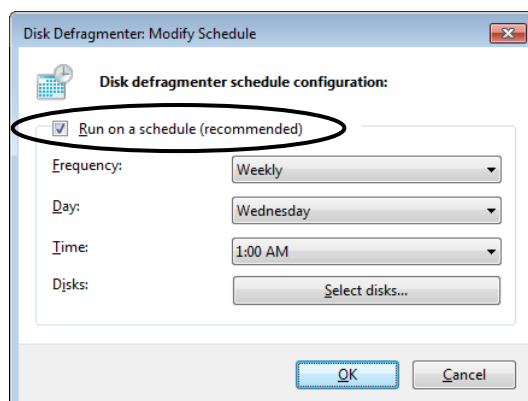 Disk Defragmenter: Modify Schedule
Disk defragmenter schedule configuration:
Run on a schedule (recommended)
Frequency: Weekly
Day: Wednesday
Time: 1:00 AM
Disks: Select disks...
OK Cancel